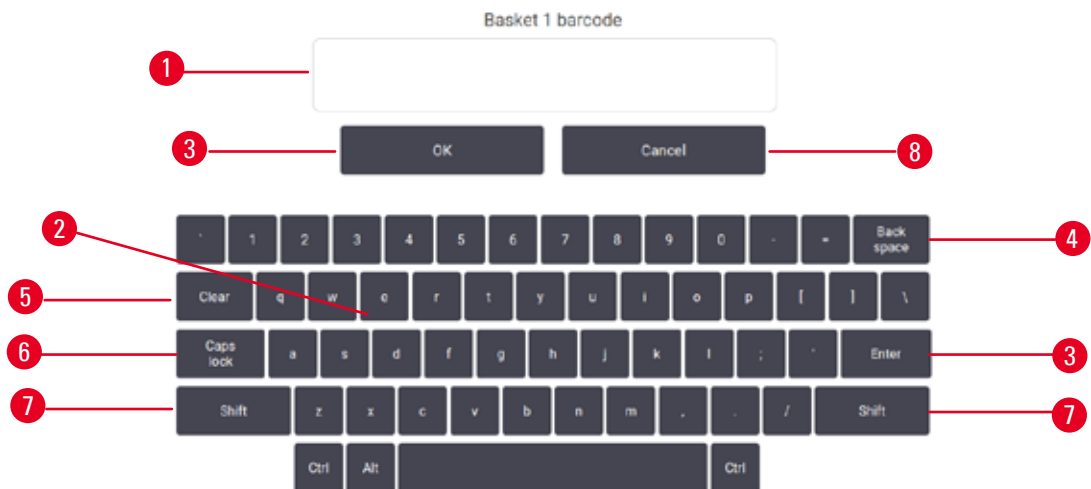 Basket 1 barcode
1
3 OK Cancel 8
2
` 1 2 3 4 5 6 7 8 9 0 - = Back space 4
5 Clear q w e r t y u i o p [ ] \
6 Caps lock a s d f g h j k l ; ' Enter 3
7 Shift z x c v b n m , . / Shift 7
Ctrl Alt Ctrl